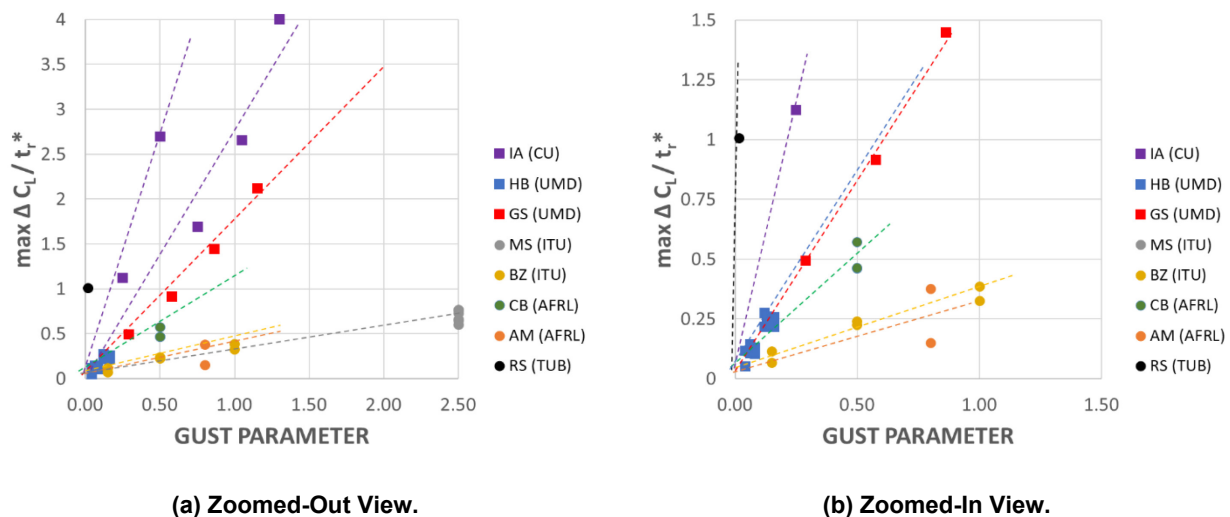 max Δ C_L / t_r*
4
3.5
3
2.5
2
1.5
1
0.5
0
0.00 0.50 1.00 1.50 2.00 2.50
GUST PARAMETER
IA (CU)
HB (UMD)
GS (UMD)
MS (ITU)
BZ (ITU)
CB (AFRL)
AM (AFRL)
RS (TUB)
(a) Zoomed-Out View.
max Δ C_L / t_r*
1.5
1.25
1
0.75
0.5
0.25
0
0.00 0.50 1.00 1.50
GUST PARAMETER
IA (CU)
HB (UMD)
GS (UMD)
MS (ITU)
BZ (ITU)
CB (AFRL)
AM (AFRL)
RS (TUB)
(b) Zoomed-In View.